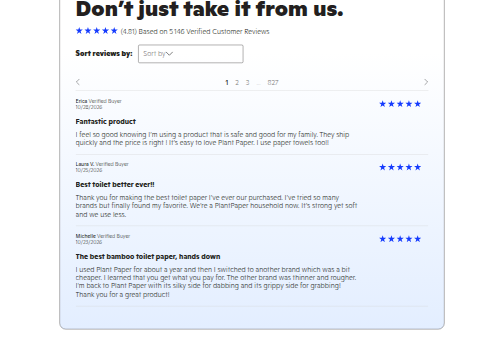 Don't just take it from us.
★★★★★ (4.81) Based on 5146 Verified Customer Reviews
Sort reviews by: Sort by
1 2 3 ... 827
Erica Verified Buyer
10/28/2026
Fantastic product
I feel so good knowing I'm using a product that is safe and good for my family. They ship
quickly and the price is right! It's easy to love Plant Paper. I use paper towels too!!
Laura V. Verified Buyer
10/25/2026
Best toilet better ever!!
Thank you for making the best toilet paper I've ever our purchased. I've tried so many
brands but finally found my favorite. We're a PlantPaper household now. It's strong yet soft
and we use less.
Michelle Verified Buyer
10/23/2026
The best bamboo toilet paper, hands down
I used Plant Paper for about a year and then I switched to another brand which was a bit
cheaper. I learned that you get what you pay for. The other brand was thinner and rougher.
I'm back to Plant Paper with its silky side for dabbing and its grippy side for grabbing!
Thank you for a great product!